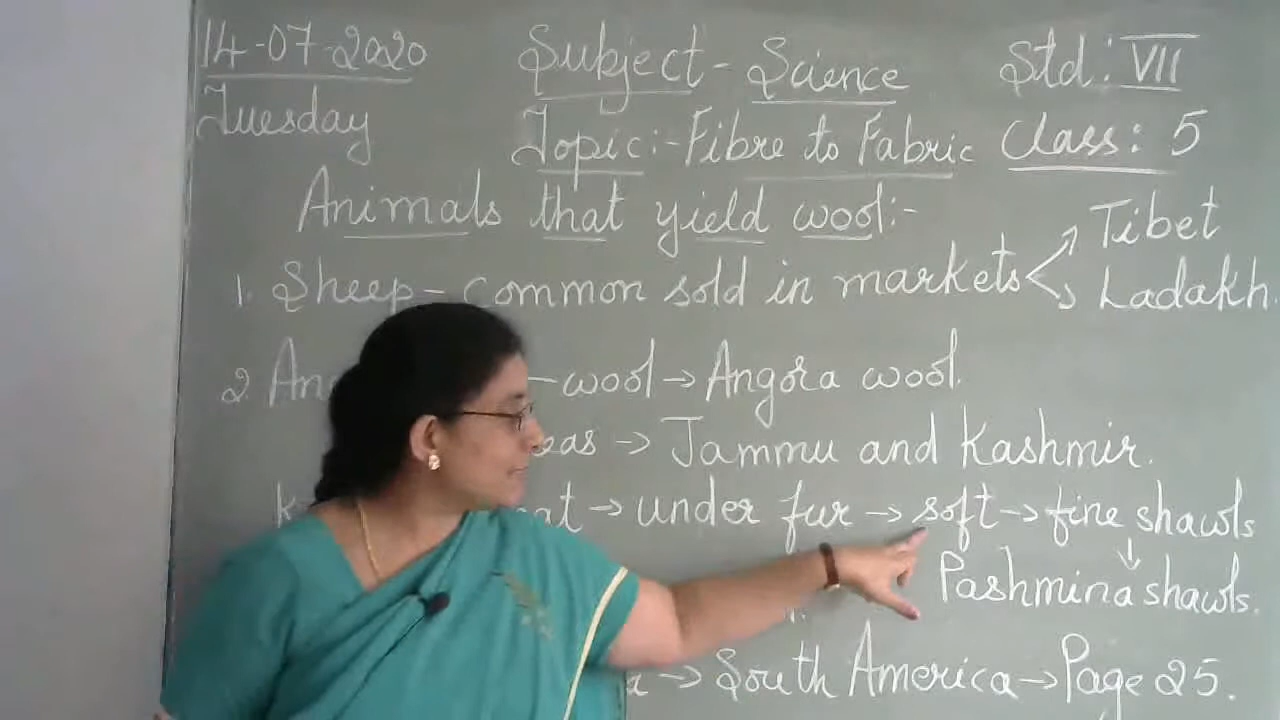 14-07-2020 Subject - Science Std: VII
Tuesday Topic:- Fibre to Fabric Class: 5
Animals that yield wool:-
Tibet
1. Sheep - Common sold in markets
Ladakh.
2. An - wool → Angora wool.
→ Jammu and Kashmir.
→ under fur → soft → fine shawls
Pashmina shawls.
→ South America → Page 25.